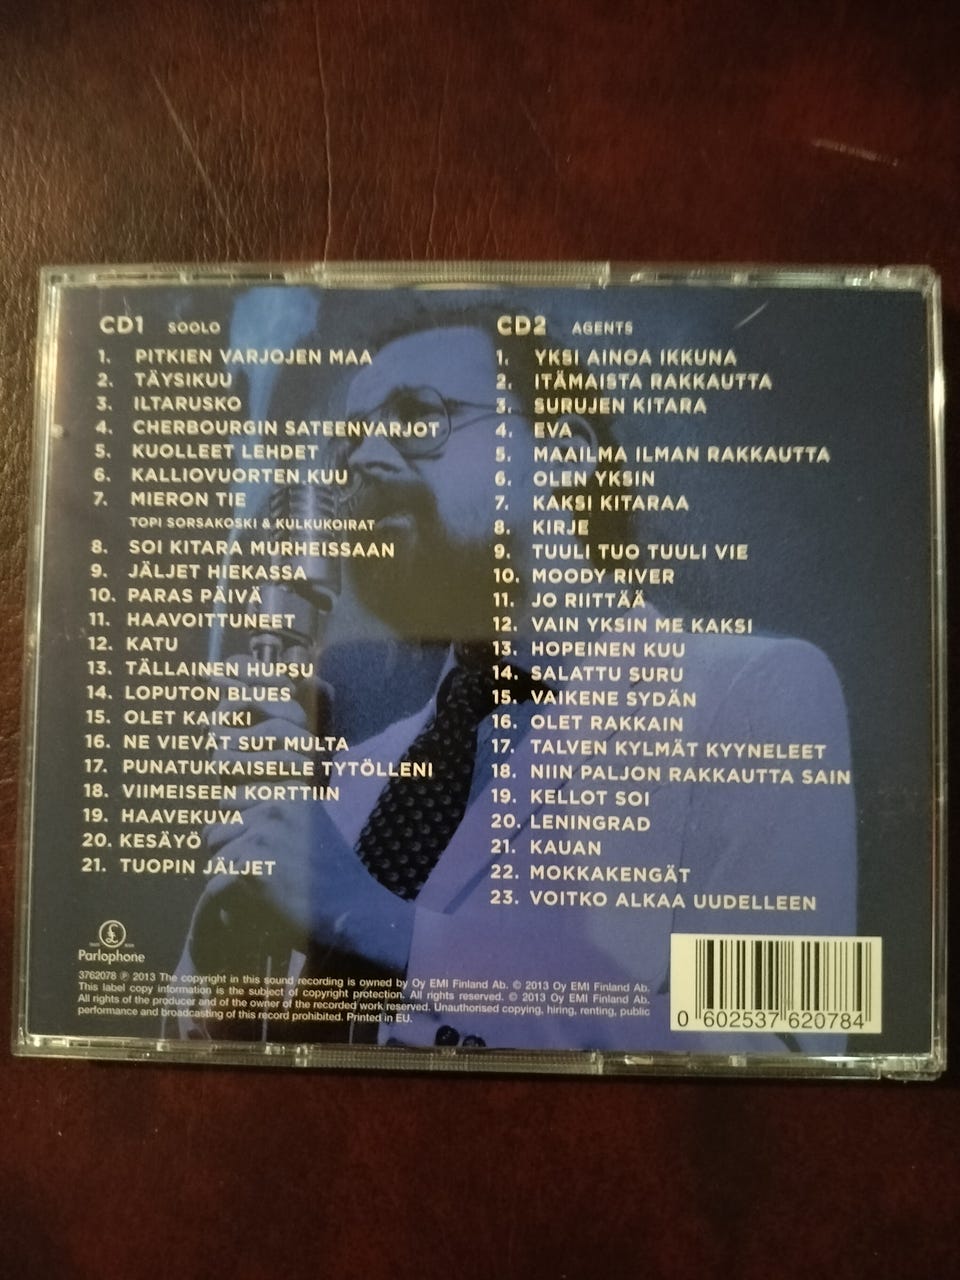 CD1 SOOLO
1. PITKIEN VARJOJEN MAA
2. TÄYSIKUU
3. ILTARUSKO
4. CHERBOURGIN SATEENVARJOT
5. KUOLLEET LEHDET
6. KALLIOVUORTEN KUU
7. MIERON TIE
TOPI SORSAKOSKI & KULKUKOIRAT
8. SOI KITARA MURHEISSAAN
9. JÄLJET HIEKASSA
10. PARAS PÄIVÄ
11. HAAVOITTUNEET
12. KATU
13. TÄLLAINEN HUPSU
14. LOPUTON BLUES
15. OLET KAIKKI
16. NE VIEVÄT SUT MULTA
17. PUNATUKKAISELLE TYTÖLLENI
18. VIIMEISEEN KORTTIIN
19. HAAVEKUVA
20. KESÄYÖ
21. TUOPIN JÄLJET
CD2 AGENTS
1. YKSI AINOA IKKUNA
2. ITÄMAISTA RAKKAUTTA
3. SURUJEN KITARA
4. EVA
5. MAAILMA ILMAN RAKKAUTTA
6. OLEN YKSIN
7. KAKSI KITARAA
8. KIRJE
9. TUULI TUO TUULI VIE
10. MOODY RIVER
11. JO RIITTÄÄ
12. VAIN YKSIN ME KAKSI
13. HOPEINEN KUU
14. SALATTU SURU
15. VAIKENE SYDÄN
16. OLET RAKKAIN
17. TALVEN KYLMÄT KYYNELEET
18. NIIN PALJON RAKKAUTTA SAIN
19. KELLOT SOI
20. LENINGRAD
21. KAUAN
22. MOKKAKENGÄT
23. VOITKO ALKAA UUDELLEEN
£
Parlophone
3762078 ℗ 2013 The copyright in this sound recording is owned by Oy EMI Finland Ab. © 2013 Oy EMI Finland Ab.
This label copy information is the subject of copyright protection. All rights reserved. © 2013 Oy EMI Finland Ab.
All rights of the producer and of the owner of the recorded work reserved. Unauthorised copying, hiring, renting, public
performance and broadcasting of this record prohibited. Printed in EU.
0 602537 620784